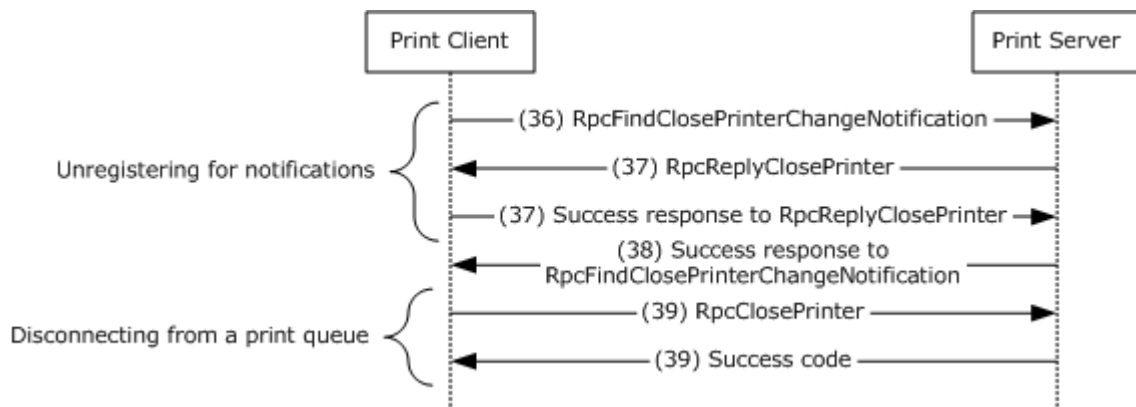 Print Client
Print Server
(36) RpcFindClosePrinterChangeNotification
Unregistering for notifications
(37) RpcReplyClosePrinter
(37) Success response to RpcReplyClosePrinter
(38) Success response to
RpcFindClosePrinterChangeNotification
(39) RpcClosePrinter
Disconnecting from a print queue
(39) Success code